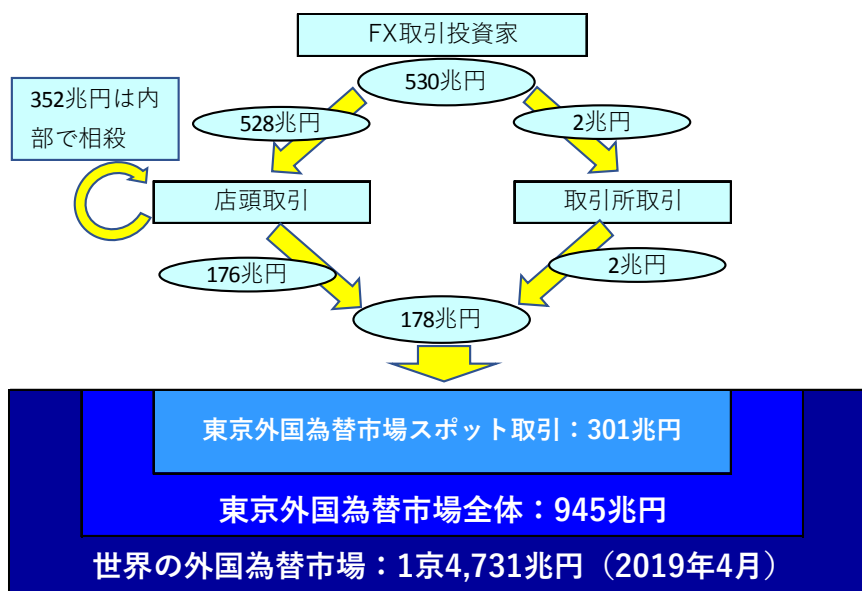 FX取引投資家
530兆円
352兆円は内
部で相殺
528兆円
2兆円
店頭取引
取引所取引
176兆円
2兆円
178兆円
東京外国為替市場スポット取引：301兆円
東京外国為替市場全体：945兆円
世界の外国為替市場：1京4,731兆円（2019年4月）